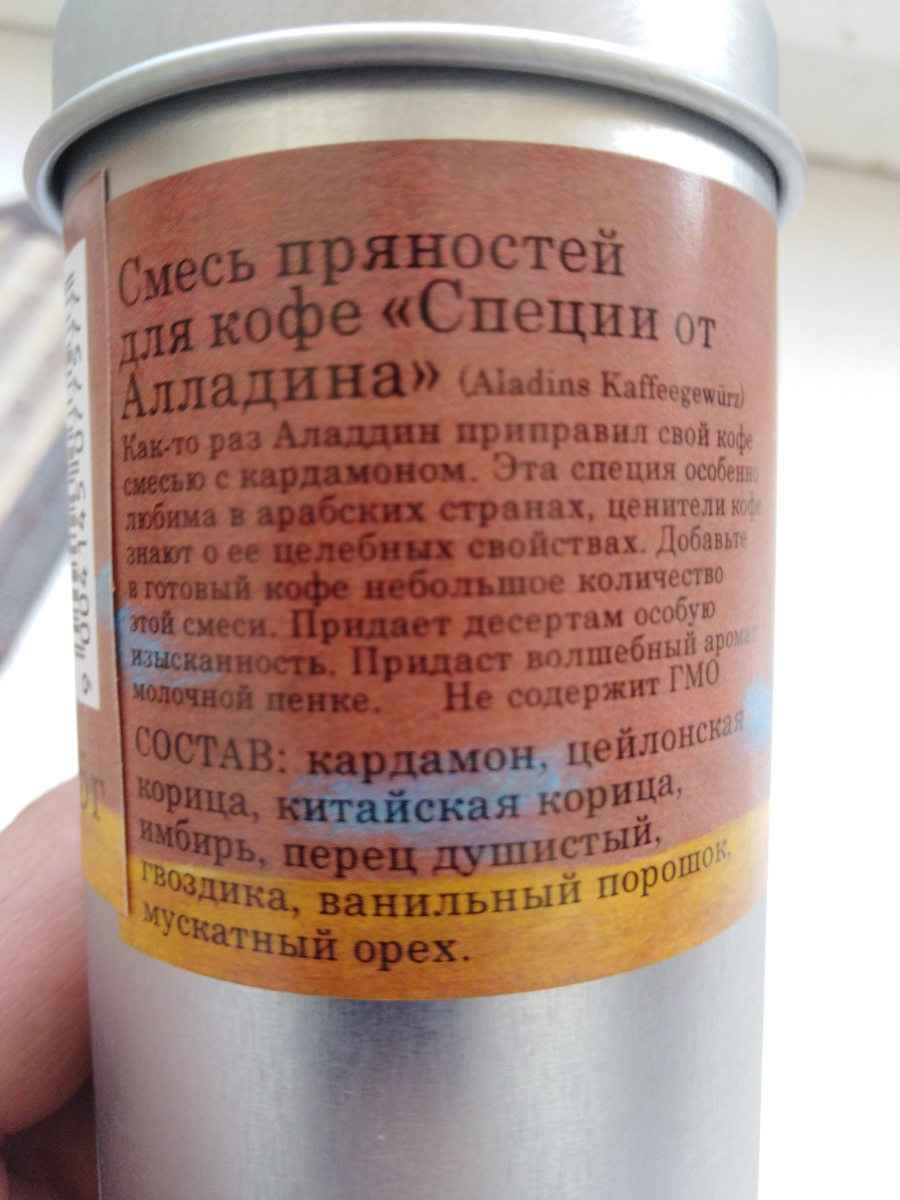 Смесь пряностей
для кофе «Специи от
Алладина» (Aladins Kaffeegewürz)
Как-то раз Аладдин приправил свой кофе
смесью с кардамоном. Эта специя особенно
любима в арабских странах, ценители кофе
знают о ее целебных свойствах. Добавьте
в готовый кофе небольшое количество
этой смеси. Придает десертам особую
изысканность. Придаст волшебный аромат
молочной пенке. Не содержит ГМО
СОСТАВ: кардамон, цейлонская
корица, китайская корица,
имбирь, перец душистый,
гвоздика, ванильный порошок,
мускатный орех.